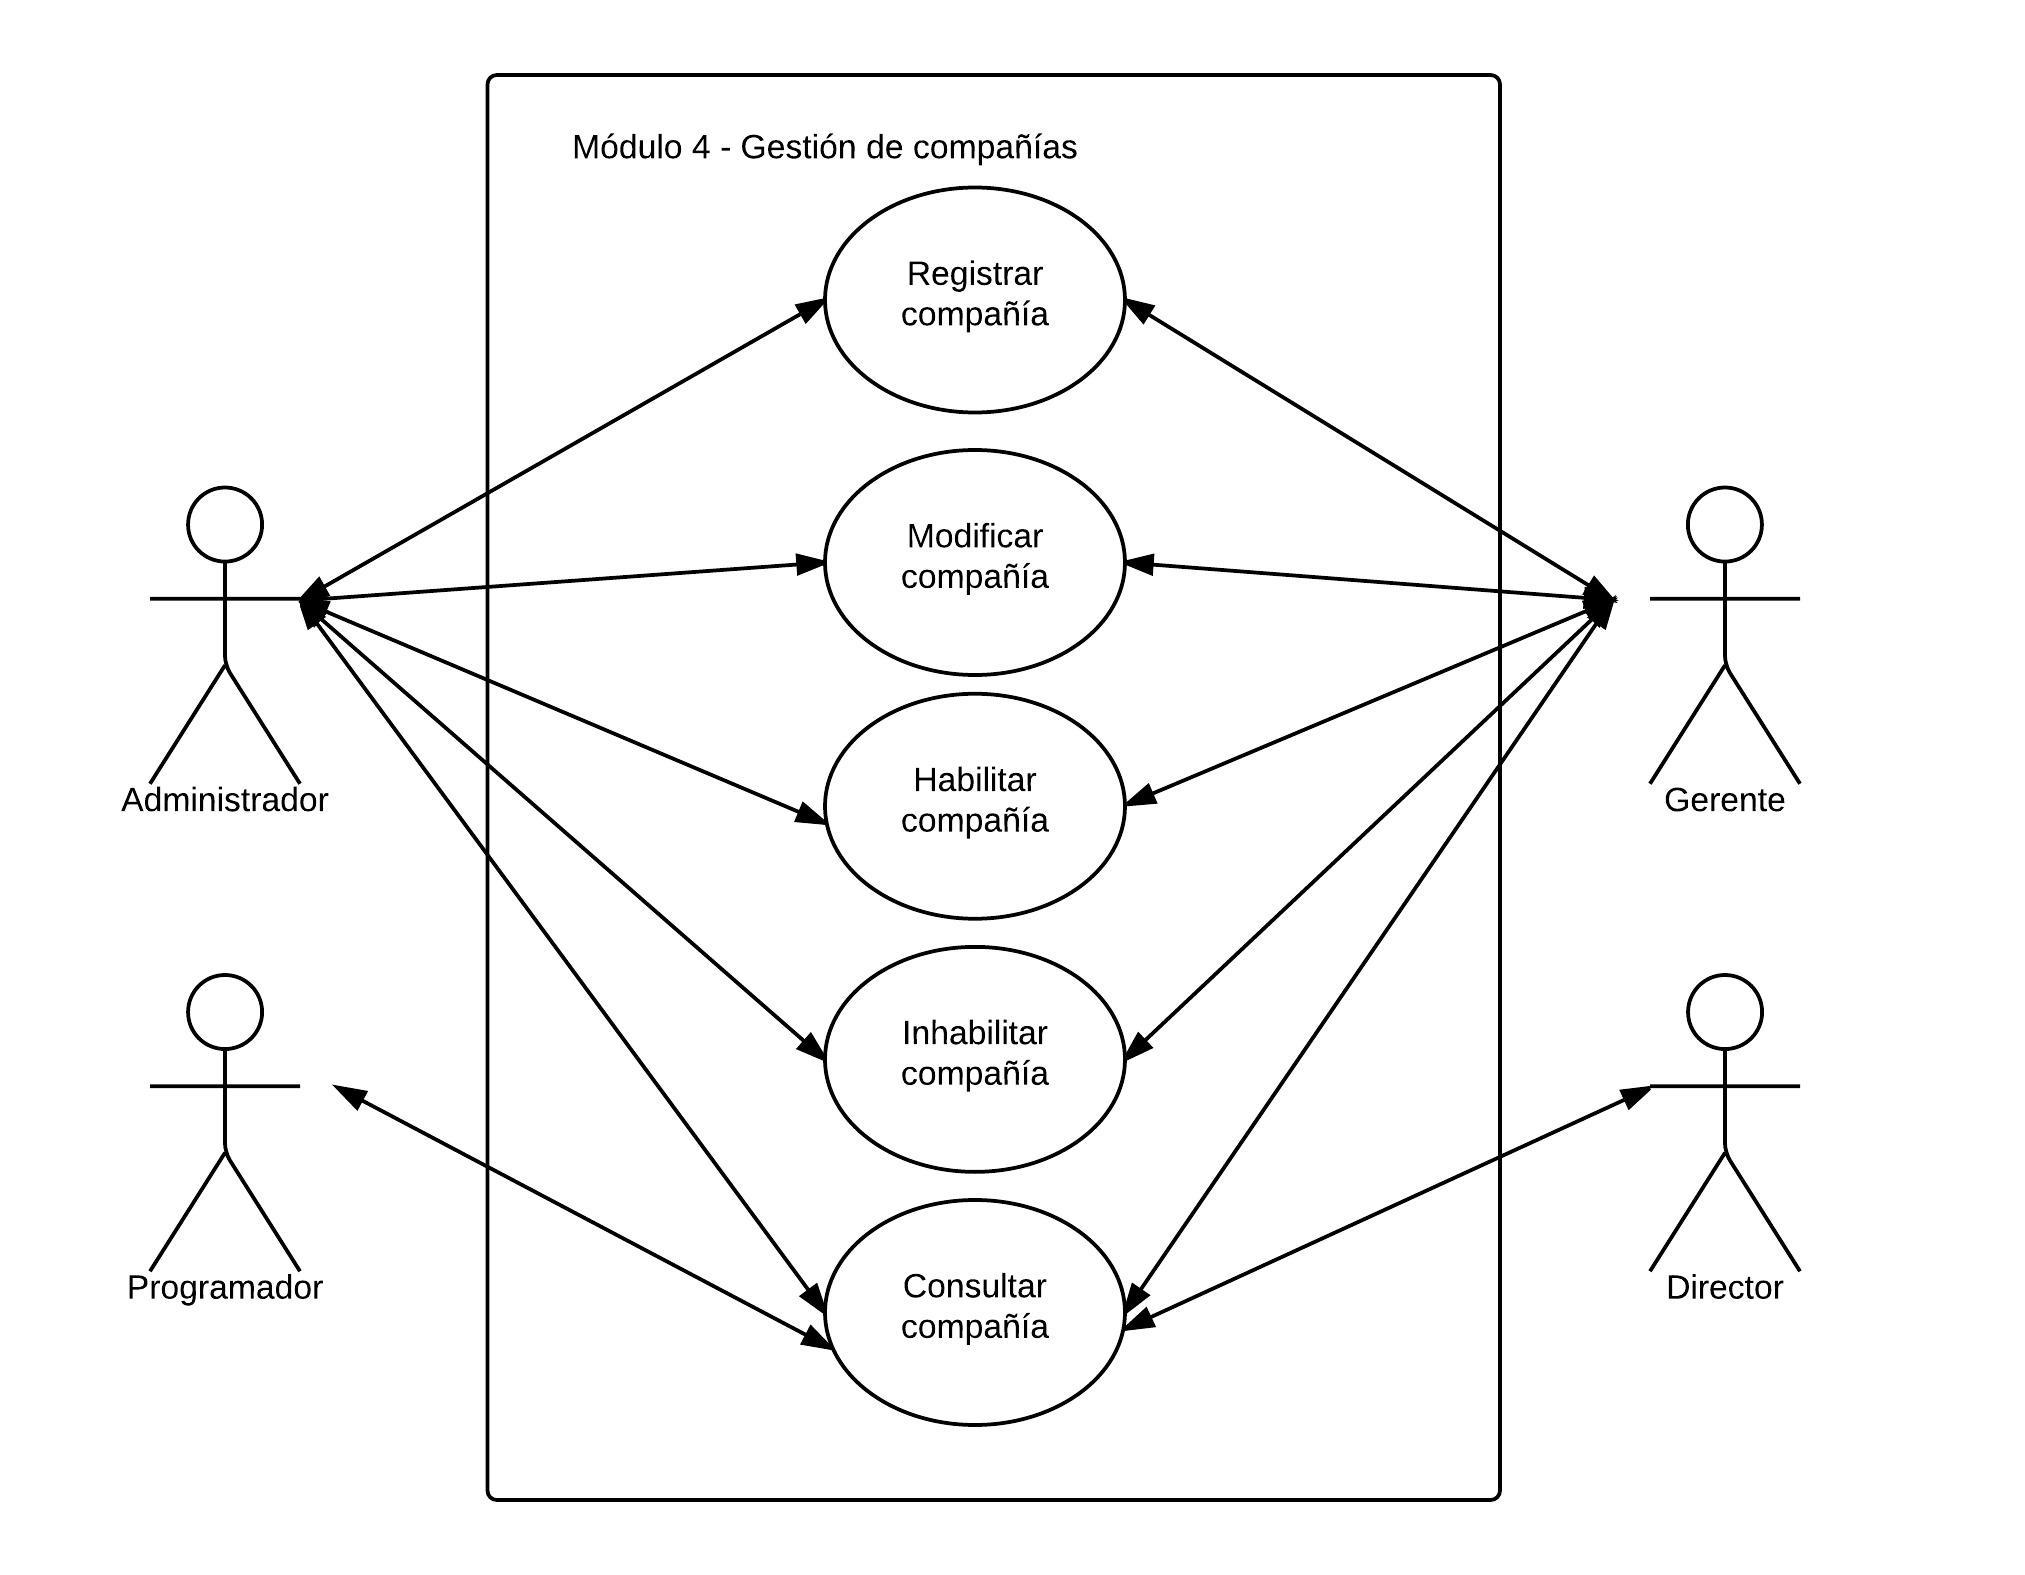 Módulo 4 - Gestión de compañías
Registrar
compañía
Modificar
compañía
Habilitar
compañía
Inhabilitar
compañía
Consultar
compañía
Administrador
Gerente
Programador
Director